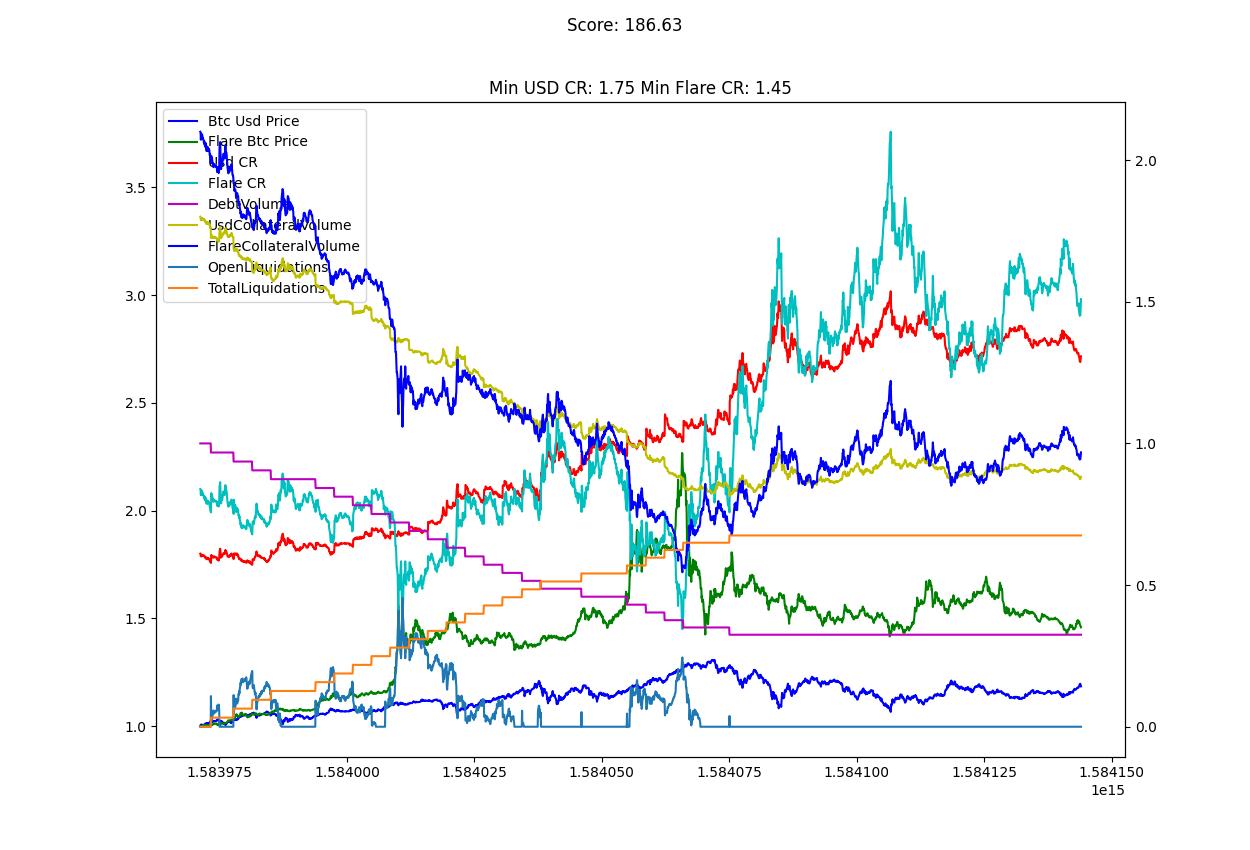 Score: 186.63
Min USD CR: 1.75 Min Flare CR: 1.45
Btc Usd Price
Flare Btc Price
Usd CR
Flare CR
DebtVolume
UsdCollateralVolume
FlareCollateralVolume
OpenLiquidations
TotalLiquidations
3.5
3.0
2.5
2.0
1.5
1.0
2.0
1.5
1.0
0.5
0.0
1.583975 1.584000 1.584025 1.584050 1.584075 1.584100 1.584125 1.584150
1e15